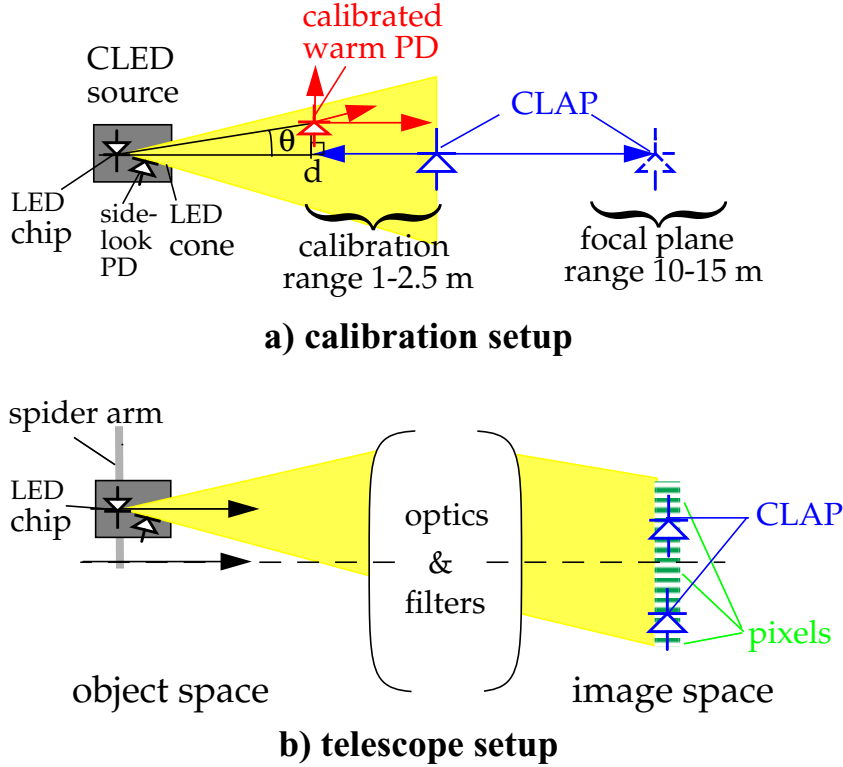 calibrated
warm PD
CLED
source
CLAP
θ
d
LED
chip
side-
look
PD
LED
cone
calibration
range 1-2.5 m
focal plane
range 10-15 m
a) calibration setup
spider arm
LED
chip
optics
&
filters
CLAP
pixels
object space
image space
b) telescope setup